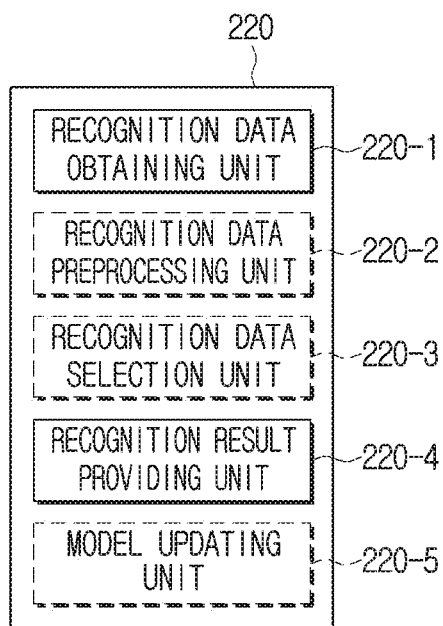 220
RECOGNITION DATA
OBTAINING UNIT
220-1
RECOGNITION DATA
PREPROCESSING UNIT
220-2
RECOGNITION DATA
SELECTION UNIT
220-3
RECOGNITION RESULT
PROVIDING UNIT
220-4
MODEL UPDATING
UNIT
220-5